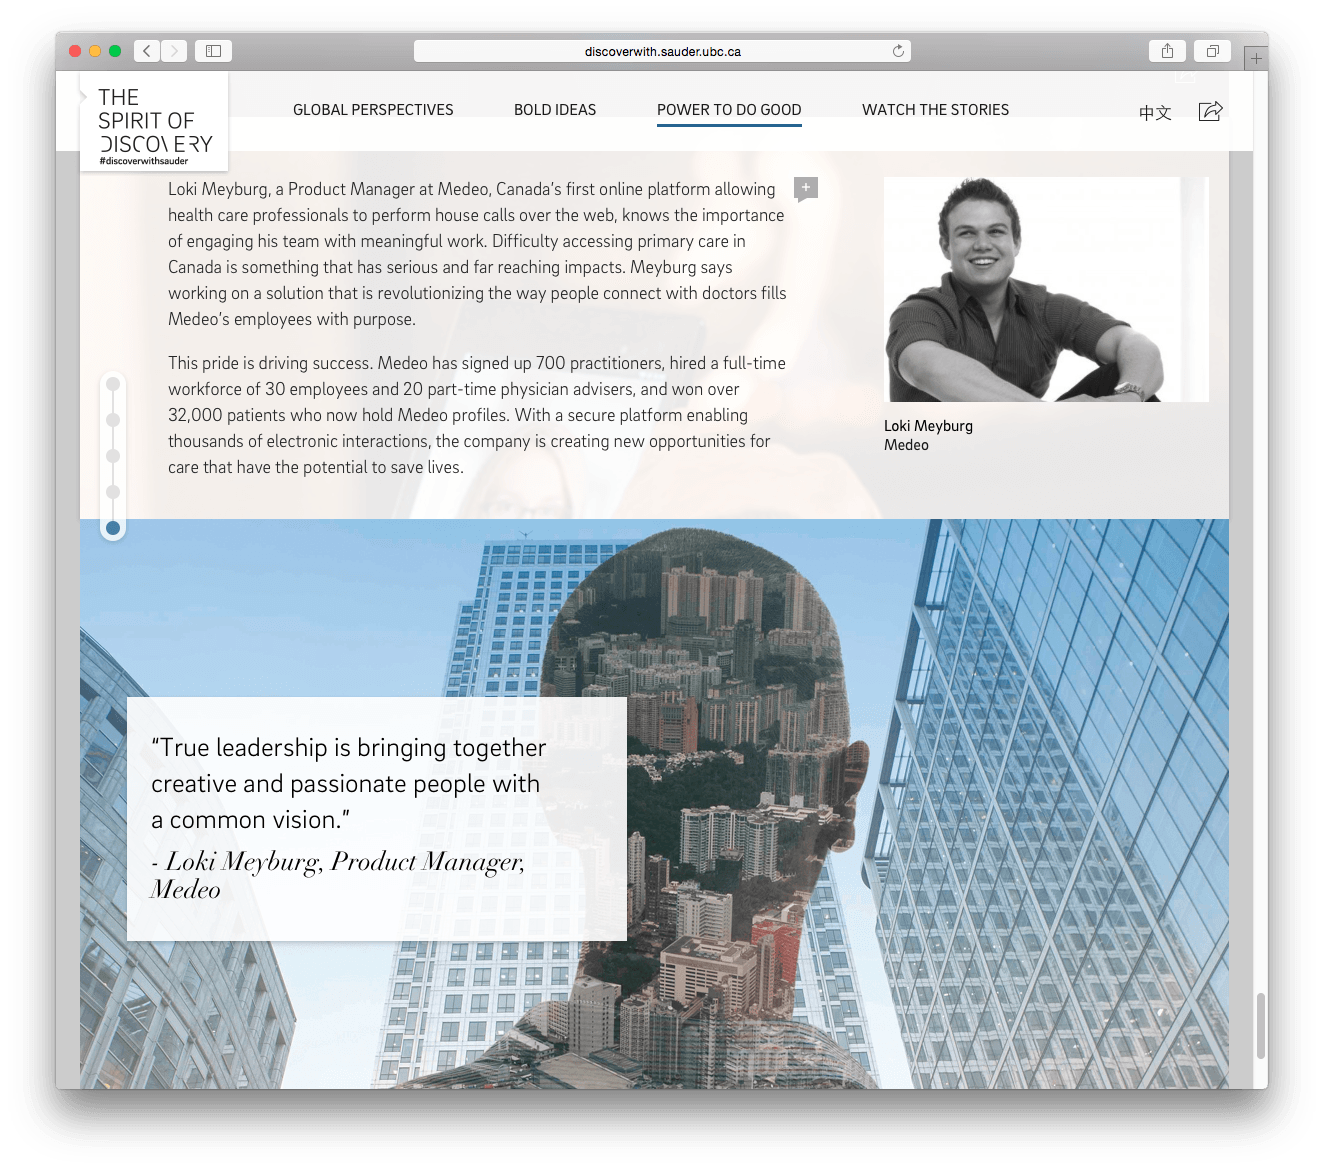 discoverwith.sauder.ubc.ca
THE
SPIRIT OF
DISCOVERY
#discoverwithsauder
GLOBAL PERSPECTIVES
BOLD IDEAS
POWER TO DO GOOD
WATCH THE STORIES
中文
Loki Meyburg, a Product Manager at Medeo, Canada’s first online platform allowing
health care professionals to perform house calls over the web, knows the importance
of engaging his team with meaningful work. Difficulty accessing primary care in
Canada is something that has serious and far reaching impacts. Meyburg says
working on a solution that is revolutionizing the way people connect with doctors fills
Medeo’s employees with purpose.
This pride is driving success. Medeo has signed up 700 practitioners, hired a full-time
workforce of 30 employees and 20 part-time physician advisers, and won over
32,000 patients who now hold Medeo profiles. With a secure platform enabling
thousands of electronic interactions, the company is creating new opportunities for
care that have the potential to save lives.
Loki Meyburg
Medeo
“True leadership is bringing together
creative and passionate people with
a common vision.”
- Loki Meyburg, Product Manager,
Medeo